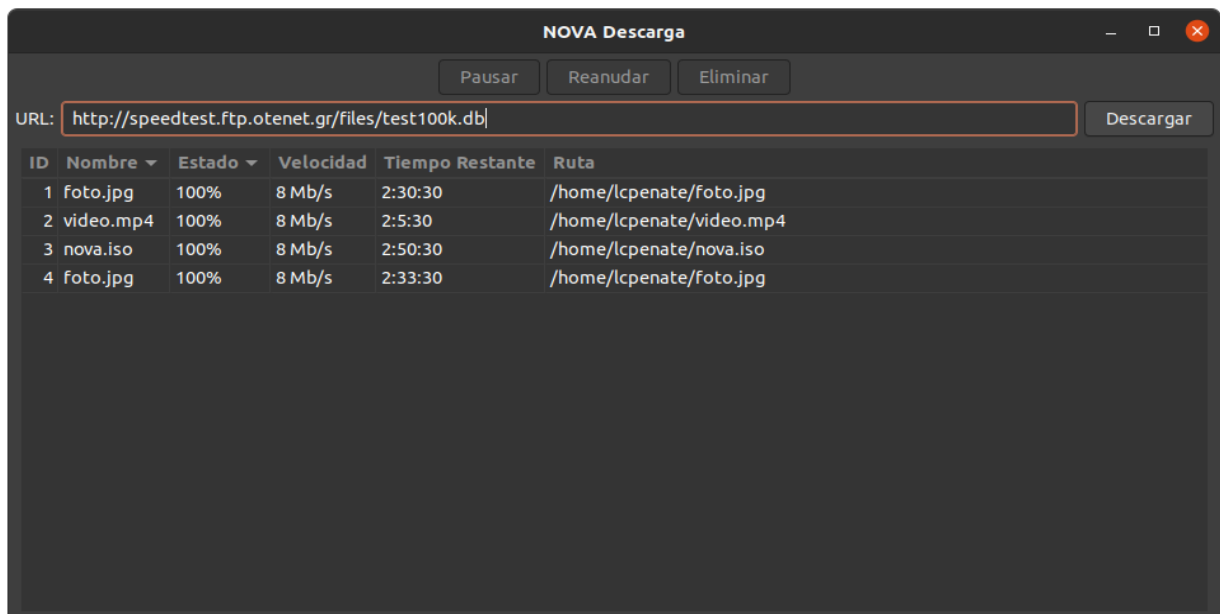 NOVA Descarga
Pausar Reanudar Eliminar
URL: http://speedtest.ftp.otenet.gr/files/test100k.db Descargar
ID Nombre Estado Velocidad Tiempo Restante Ruta
1 foto.jpg 100% 8 Mb/s 2:30:30 /home/lcpenate/foto.jpg
2 video.mp4 100% 8 Mb/s 2:5:30 /home/lcpenate/video.mp4
3 nova.iso 100% 8 Mb/s 2:50:30 /home/lcpenate/nova.iso
4 foto.jpg 100% 8 Mb/s 2:33:30 /home/lcpenate/foto.jpg